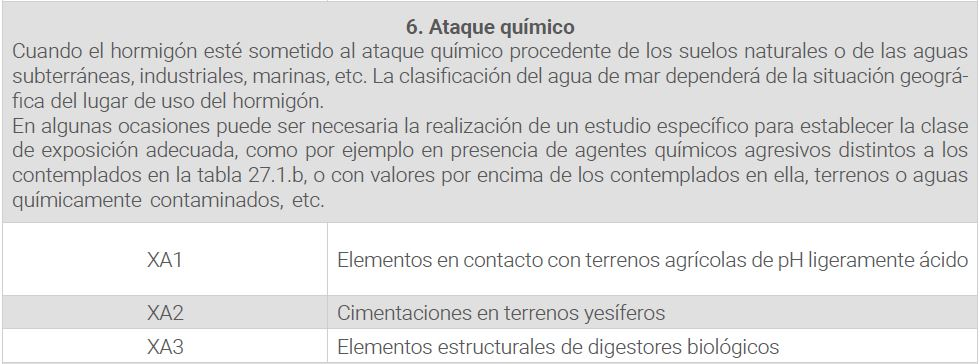 6. Ataque químico
Cuando el hormigón esté sometido al ataque químico procedente de los suelos naturales o de las aguas
subterráneas, industriales, marinas, etc. La clasificación del agua de mar dependerá de la situación geográ-
fica del lugar de uso del hormigón.
En algunas ocasiones puede ser necesaria la realización de un estudio específico para establecer la clase
de exposición adecuada, como por ejemplo en presencia de agentes químicos agresivos distintos a los
contemplados en la tabla 27.1.b, o con valores por encima de los contemplados en ella, terrenos o aguas
químicamente contaminados, etc.
XA1 Elementos en contacto con terrenos agrícolas de pH ligeramente ácido
XA2 Cimentaciones en terrenos yesíferos
XA3 Elementos estructurales de digestores biológicos